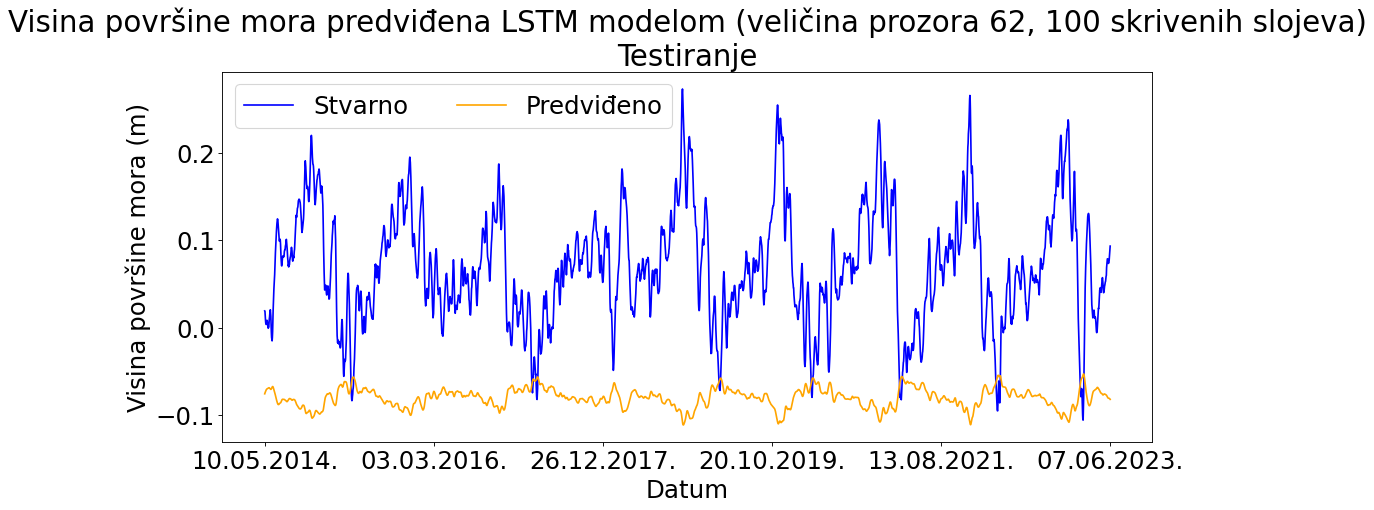 Visina površine mora predviđena LSTM modelom (veličina prozora 62, 100 skrivenih slojeva)
Testiranje
Stvarno Predviđeno
Visina površine mora (m)
0.2
0.1
0.0
−0.1
10.05.2014. 03.03.2016. 26.12.2017. 20.10.2019. 13.08.2021. 07.06.2023.
Datum